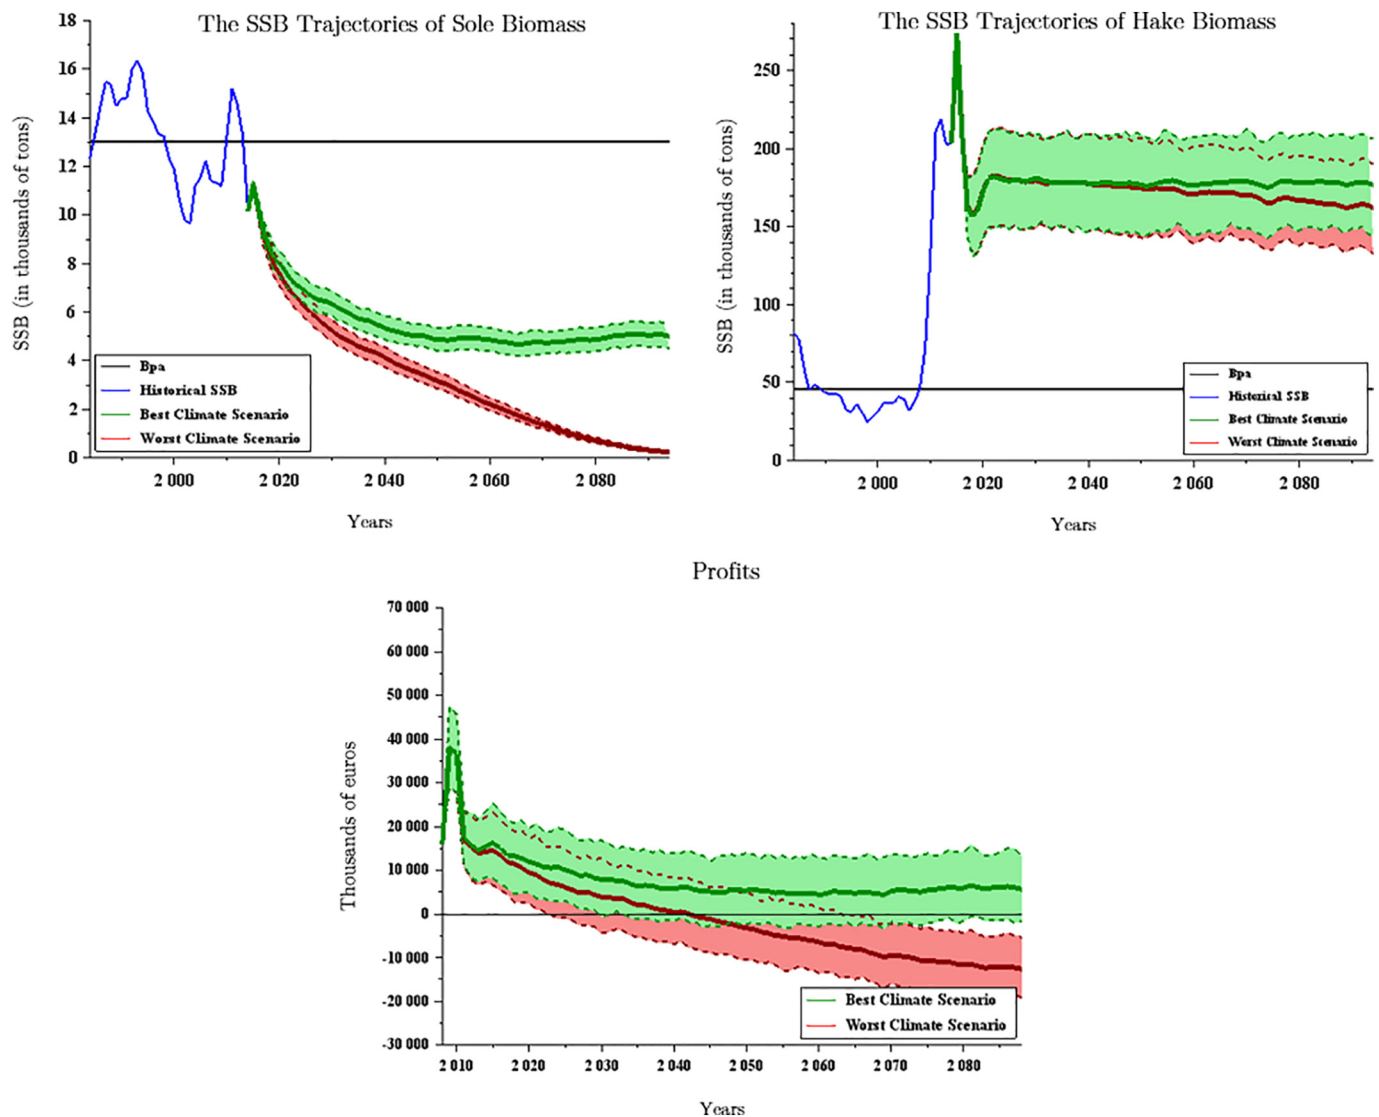 The SSB Trajectories of Sole Biomass
18
16
14
12
10
8
6
4
2
0
SSB (in thousands of tons)
Bpa
Historical SSB
Best Climate Scenario
Worst Climate Scenario
2 000
2 020
2 040
2 060
2 080
Years
The SSB Trajectories of Hake Biomass
250
200
150
100
50
0
SSB (in thousands of tons)
Bpa
Historical SSB
Best Climate Scenario
Worst Climate Scenario
2 000
2 020
2 040
2 060
2 080
Years
Profits
70 000
60 000
50 000
40 000
30 000
20 000
10 000
0
-10 000
-20 000
-30 000
Thousands of euros
Best Climate Scenario
Worst Climate Scenario
2 010
2 020
2 030
2 040
2 050
2 060
2 070
2 080
Years